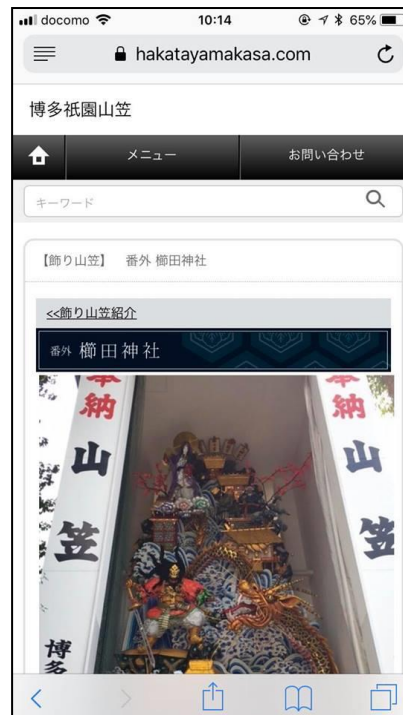 docomo 10:14 65%
hakatayamakasa.com
博多祇園山笠
メニュー お問い合わせ
キーワード
【飾り山笠】 番外 櫛田神社
<<飾り山笠紹介
番外 櫛田神社
奉納山笠 博多
奉納山笠